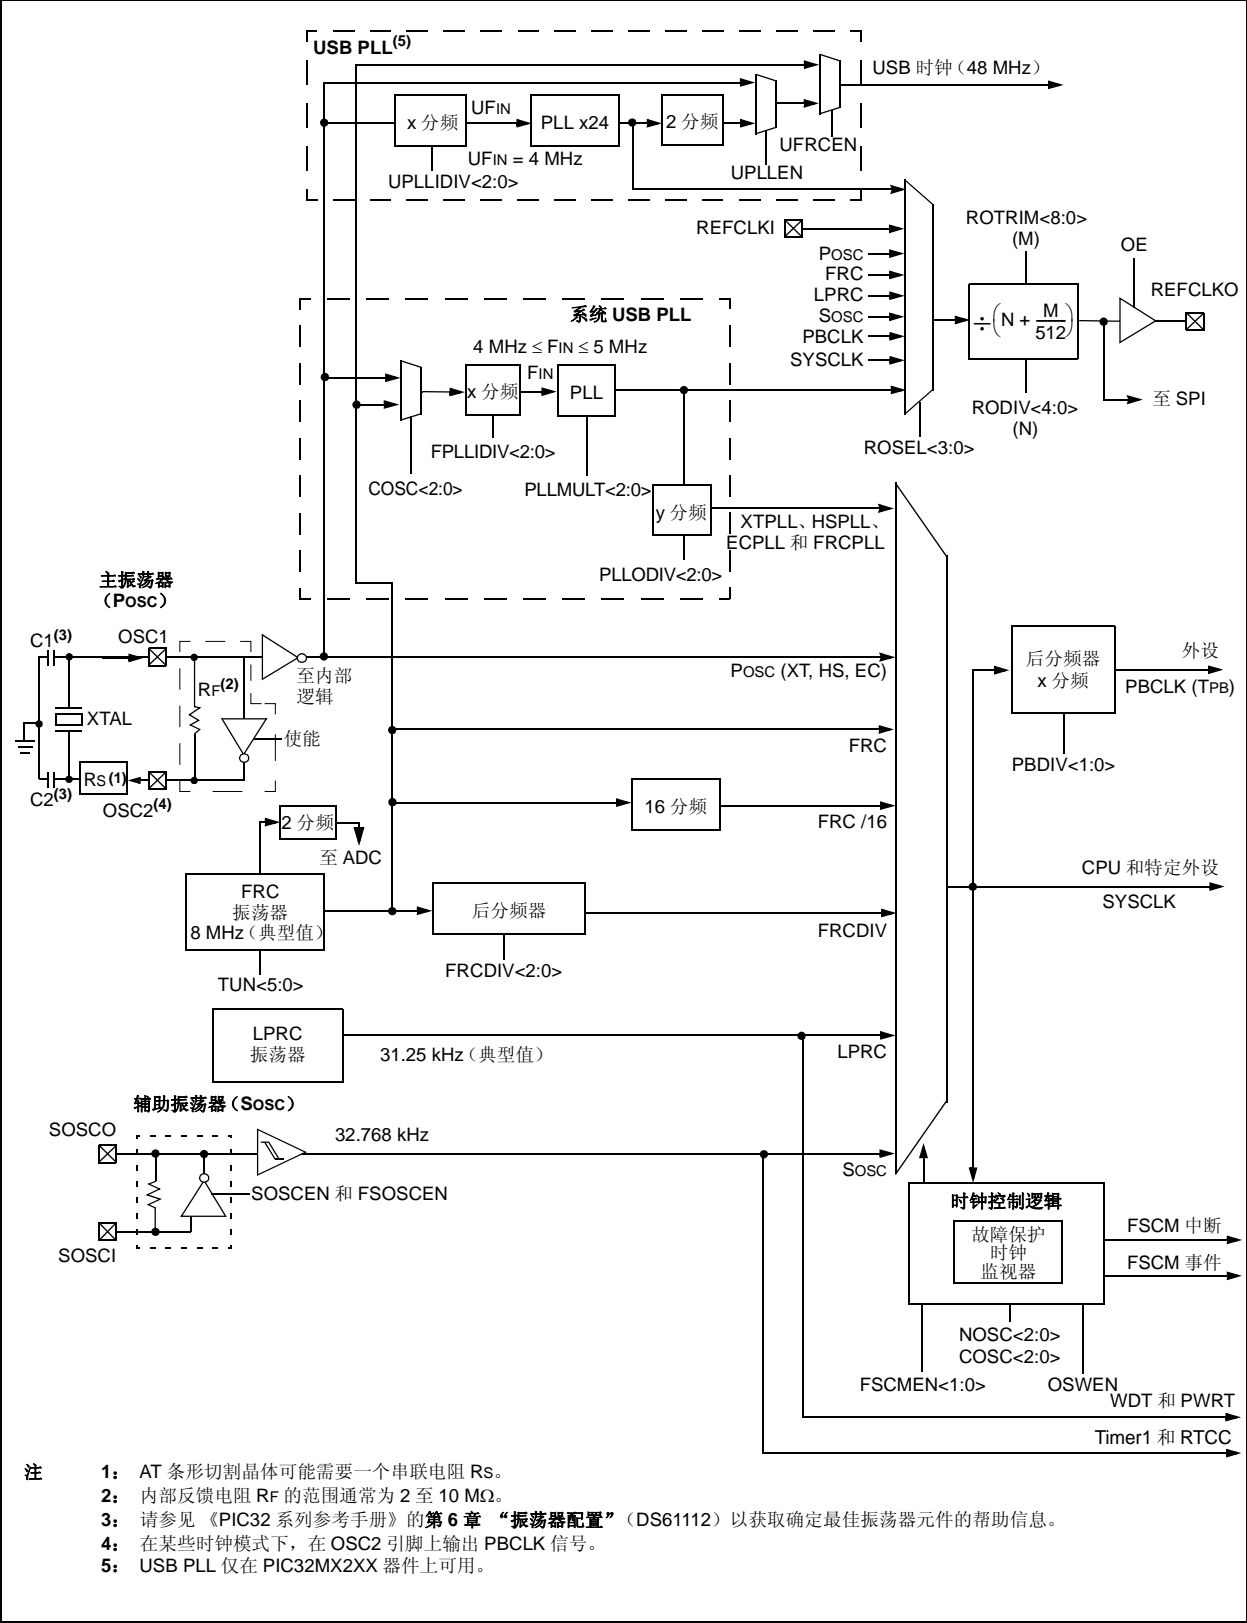 USB PLL(5)
USB 时钟（48 MHz）
x 分频
UFIN
PLL x24
2 分频
UFIN = 4 MHz
UPLLIDIV<2:0>
UFRCEN
UPLLEN
REFCLKI
POSC
FRC
LPRC
SOSC
PBCLK
SYSCLK
ROTRIM<8:0>
(M)
OE
REFCLKO
÷(N + M/512)
RODIV<4:0>
(N)
至 SPI
ROSEL<3:0>
系统 USB PLL
4 MHz ≤ FIN ≤ 5 MHz
FIN
x 分频
PLL
FPLLIDIV<2:0>
COSC<2:0>
PLLMULT<2:0>
y 分频
XTPLL、HSPLL、
ECPLL 和 FRCPLL
PLLODIV<2:0>
主振荡器
（POSC）
C1(3)
OSC1
RF(2)
至内部
逻辑
XTAL
使能
RS(1)
C2(3)
OSC2(4)
POSC (XT, HS, EC)
后分频器
x 分频
外设
PBCLK (TPB)
PBDIV<1:0>
FRC
16 分频
FRC /16
2 分频
至 ADC
FRC
振荡器
8 MHz（典型值）
TUN<5:0>
后分频器
FRCDIV
FRCDIV<2:0>
CPU 和特定外设
SYSCLK
LPRC
振荡器
31.25 kHz（典型值）
LPRC
辅助振荡器（SOSC）
SOSCO
32.768 kHz
SOSC
SOSCEN 和 FSOSCEN
SOSCI
时钟控制逻辑
故障保护
时钟
监视器
FSCM 中断
FSCM 事件
NOSC<2:0>
COSC<2:0>
FSCMEN<1:0>
OSWEN
WDT 和 PWRT
Timer1 和 RTCC
注 1： AT 条形切割晶体可能需要一个串联电阻 RS。
2： 内部反馈电阻 RF 的范围通常为 2 至 10 MΩ。
3： 请参见 《PIC32 系列参考手册》的第 6 章 “振荡器配置”（DS61112）以获取确定最佳振荡器元件的帮助信息。
4： 在某些时钟模式下，在 OSC2 引脚上输出 PBCLK 信号。
5： USB PLL 仅在 PIC32MX2XX 器件上可用。